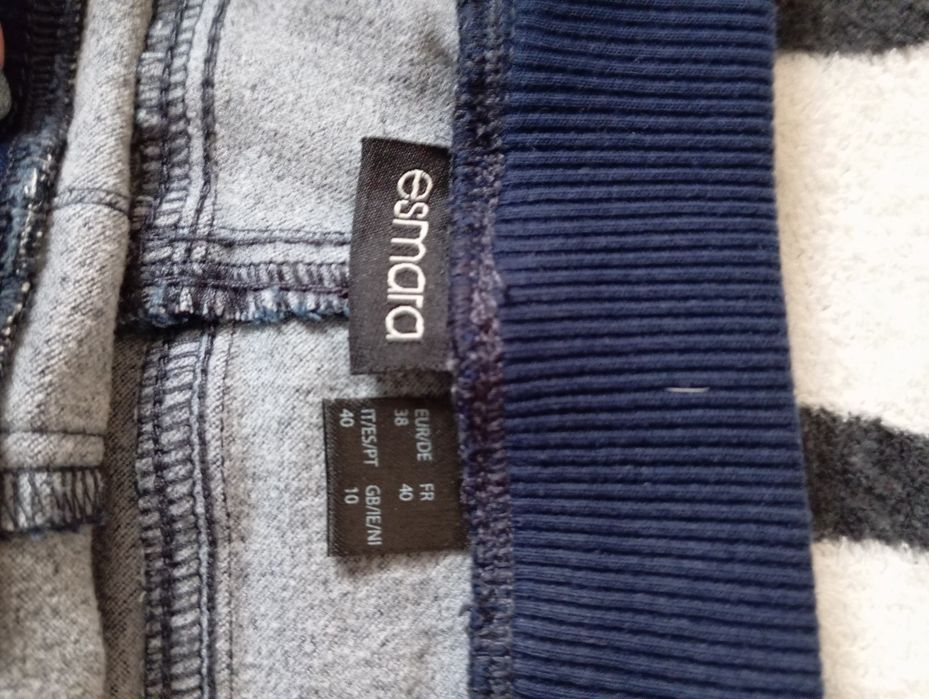 esmara
EUR/DE FR
38 40
IT/ES/PT GB/IE/NI
40 10